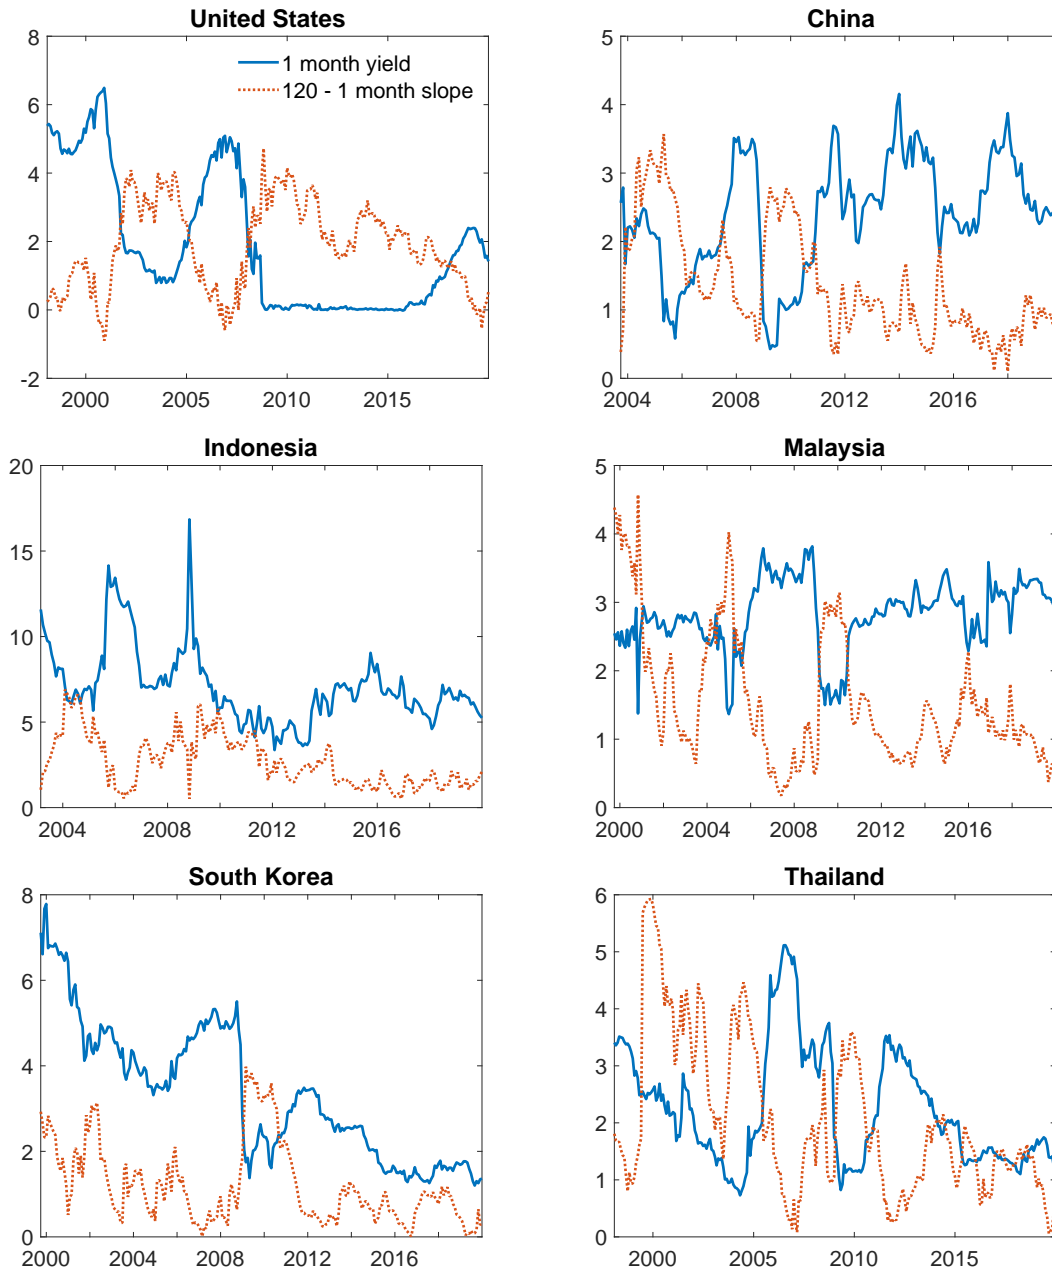 United States
8
6
4
2
0
-2
2000 2005 2010 2015
1 month yield
120 - 1 month slope
China
5
4
3
2
1
0
2004 2008 2012 2016
Indonesia
20
15
10
5
0
2004 2008 2012 2016
Malaysia
5
4
3
2
1
0
2000 2004 2008 2012 2016
South Korea
8
6
4
2
0
2000 2004 2008 2012 2016
Thailand
6
5
4
3
2
1
0
2000 2005 2010 2015